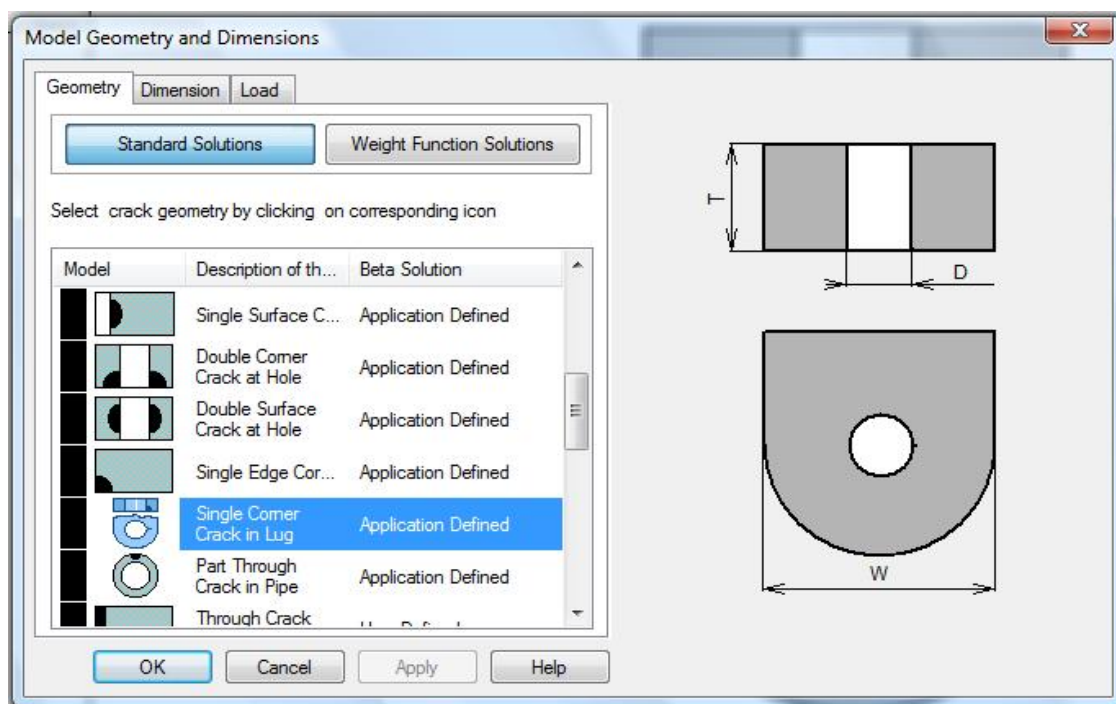 Model Geometry and Dimensions
Geometry Dimension Load
Standard Solutions Weight Function Solutions
Select crack geometry by clicking on corresponding icon
Model Description of th... Beta Solution
Single Surface C... Application Defined
Double Corner
Crack at Hole
Application Defined
Double Surface
Crack at Hole
Application Defined
Single Edge Cor... Application Defined
Single Corner
Crack in Lug
Application Defined
Part Through
Crack in Pipe
Application Defined
Through Crack
OK Cancel Apply Help
T
D
W